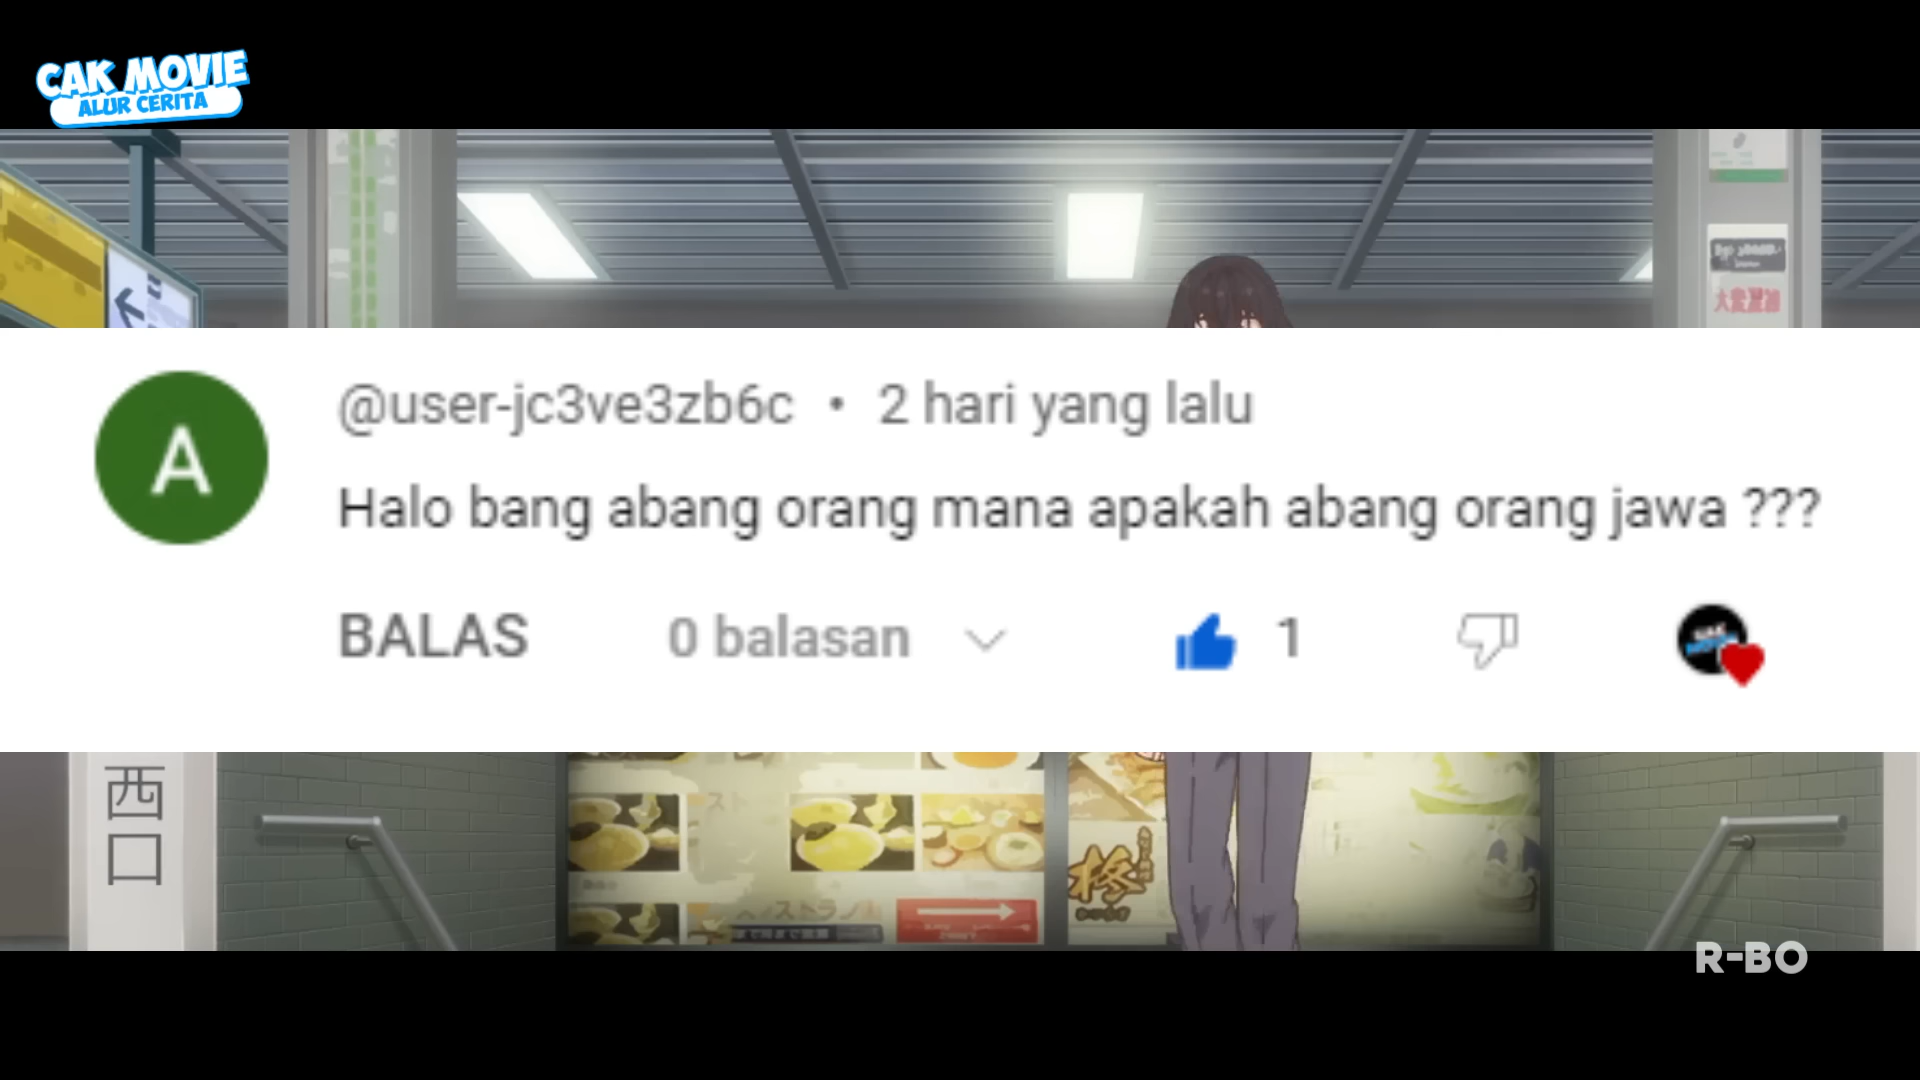 CAK MOVIE
ALUR CERITA
@user-jc3ve3zb6c • 2 hari yang lalu
Halo bang abang orang mana apakah abang orang jawa ???
BALAS 0 balasan 1
西口
柊
R-BO